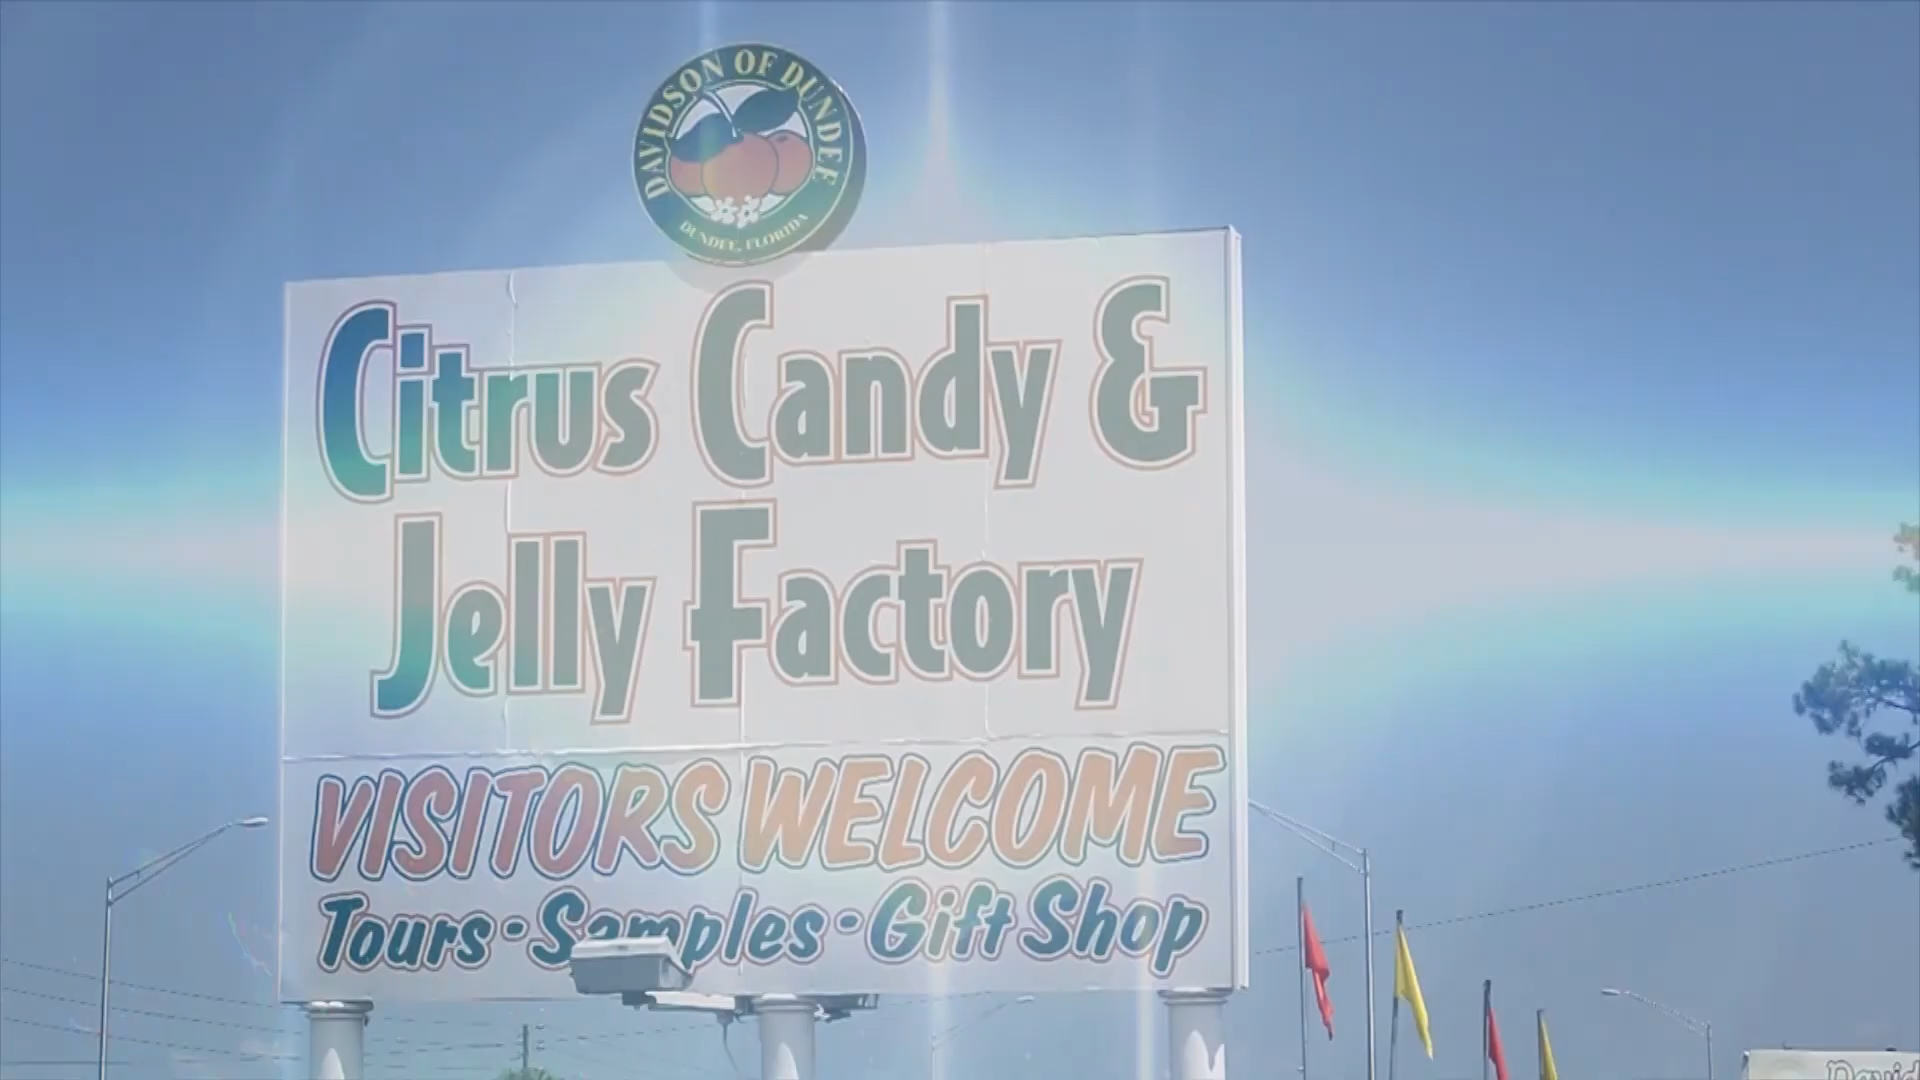 DAVIDSON OF DUNDEE
DUNDEE, FLORIDA
Citrus Candy &
Jelly Factory
VISITORS WELCOME
Tours · Samples · Gift Shop